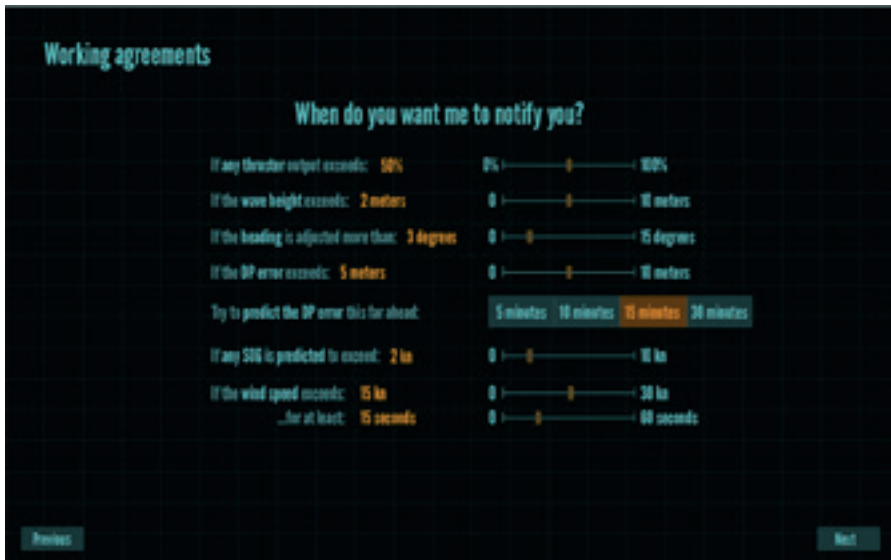 Working agreements
When do you want me to notify you?
If any thruster output exceeds: 50% 0% 100%
If the wave height exceeds: 2 meters 0 10 meters
If the heading is adjusted more than: 3 degrees 0 15 degrees
If the DP error exceeds: 5 meters 0 10 meters
Try to predict the DP error this far ahead: 5 minutes 10 minutes 15 minutes 30 minutes
If any SOG is predicted to exceed: 2 kn 0 10 kn
If the wind speed exceeds: 15 kn 0 30 kn
...for at least: 15 seconds 0 60 seconds
Previous Next